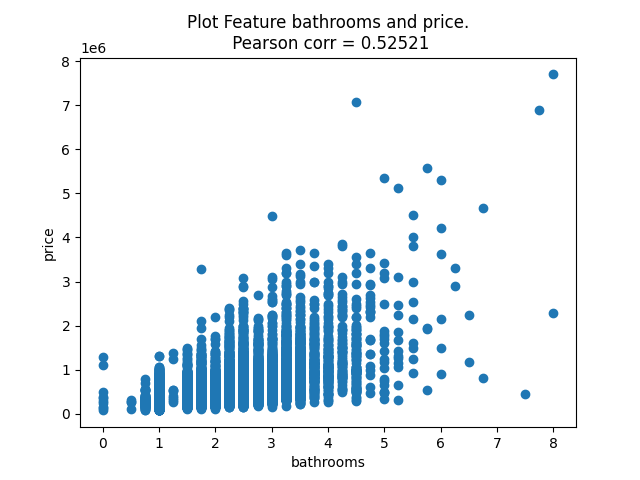 Plot Feature bathrooms and price.
Pearson corr = 0.52521
1e6
8
7
6
5
4
3
2
1
0
price
0 1 2 3 4 5 6 7 8
bathrooms